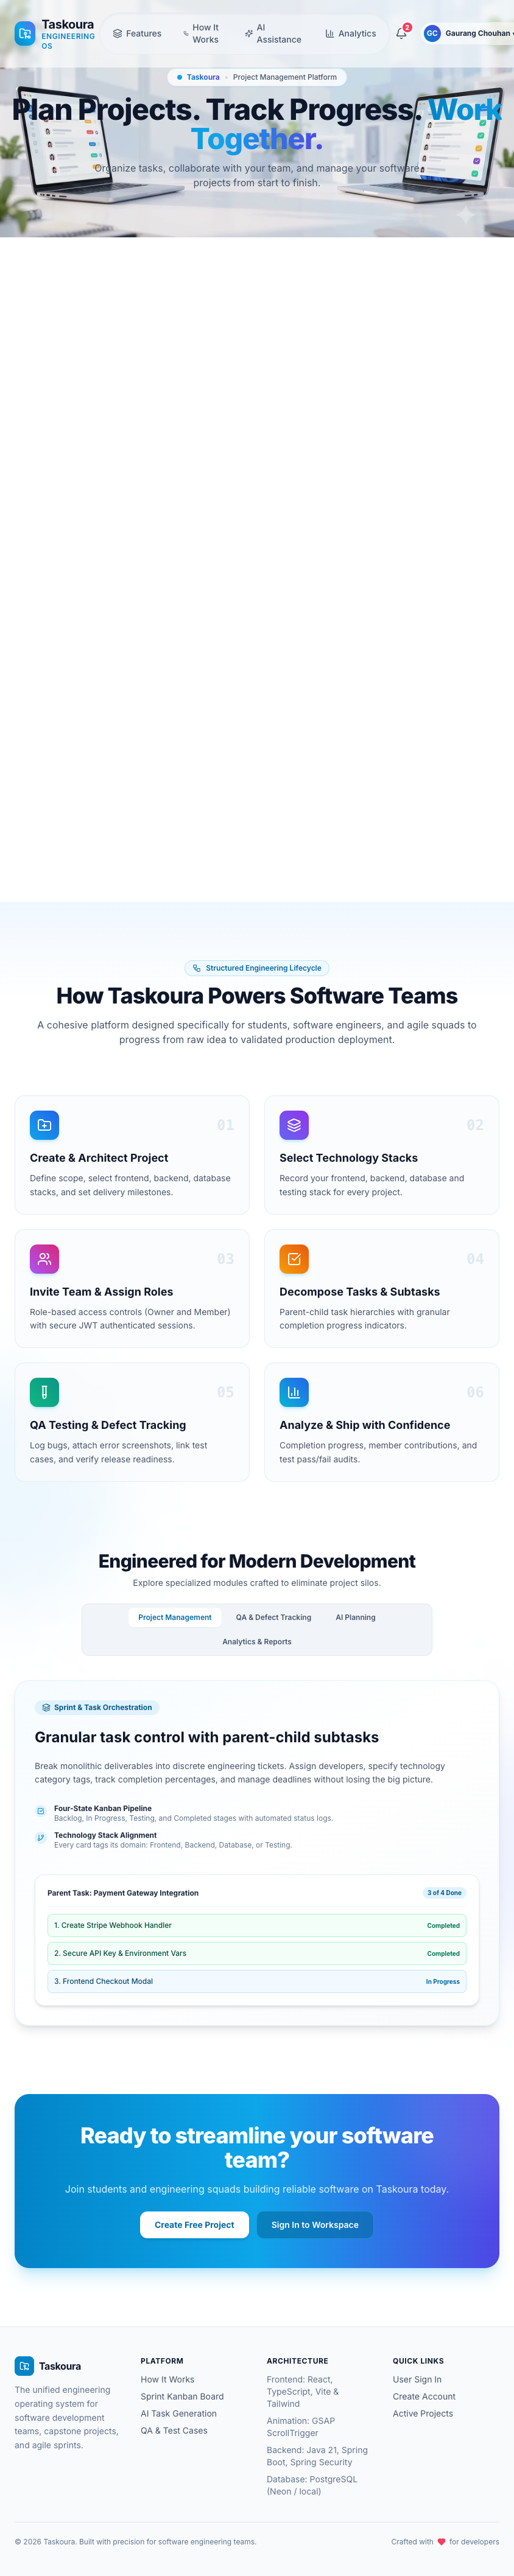 Taskoura
ENGINEERING
OS
Features
How It
Works
AI
Assistance
Analytics
2
GC
Gaurang Chouhan
Taskoura • Project Management Platform
Plan Projects. Track Progress. Work
Together.
Organize tasks, collaborate with your team, and manage your software
projects from start to finish.
Structured Engineering Lifecycle
How Taskoura Powers Software Teams
A cohesive platform designed specifically for students, software engineers, and agile squads to
progress from raw idea to validated production deployment.
01
Create & Architect Project
Define scope, select frontend, backend, database
stacks, and set delivery milestones.
02
Select Technology Stacks
Record your frontend, backend, database and
testing stack for every project.
03
Invite Team & Assign Roles
Role-based access controls (Owner and Member)
with secure JWT authenticated sessions.
04
Decompose Tasks & Subtasks
Parent-child task hierarchies with granular
completion progress indicators.
05
QA Testing & Defect Tracking
Log bugs, attach error screenshots, link test
cases, and verify release readiness.
06
Analyze & Ship with Confidence
Completion progress, member contributions, and
test pass/fail audits.
Engineered for Modern Development
Explore specialized modules crafted to eliminate project silos.
Project Management
QA & Defect Tracking
AI Planning
Analytics & Reports
Sprint & Task Orchestration
Granular task control with parent-child subtasks
Break monolithic deliverables into discrete engineering tickets. Assign developers, specify technology
category tags, track completion percentages, and manage deadlines without losing the big picture.
Four-State Kanban Pipeline
Backlog, In Progress, Testing, and Completed stages with automated status logs.
Technology Stack Alignment
Every card tags its domain: Frontend, Backend, Database, or Testing.
Parent Task: Payment Gateway Integration
3 of 4 Done
1. Create Stripe Webhook Handler
Completed
2. Secure API Key & Environment Vars
Completed
3. Frontend Checkout Modal
In Progress
Ready to streamline your software
team?
Join students and engineering squads building reliable software on Taskoura today.
Create Free Project
Sign In to Workspace
Taskoura
The unified engineering
operating system for
software development
teams, capstone projects,
and agile sprints.
PLATFORM
How It Works
Sprint Kanban Board
AI Task Generation
QA & Test Cases
ARCHITECTURE
Frontend: React,
TypeScript, Vite &
Tailwind
Animation: GSAP
ScrollTrigger
Backend: Java 21, Spring
Boot, Spring Security
Database: PostgreSQL
(Neon / local)
QUICK LINKS
User Sign In
Create Account
Active Projects
© 2026 Taskoura. Built with precision for software engineering teams.
Crafted with ❤ for developers